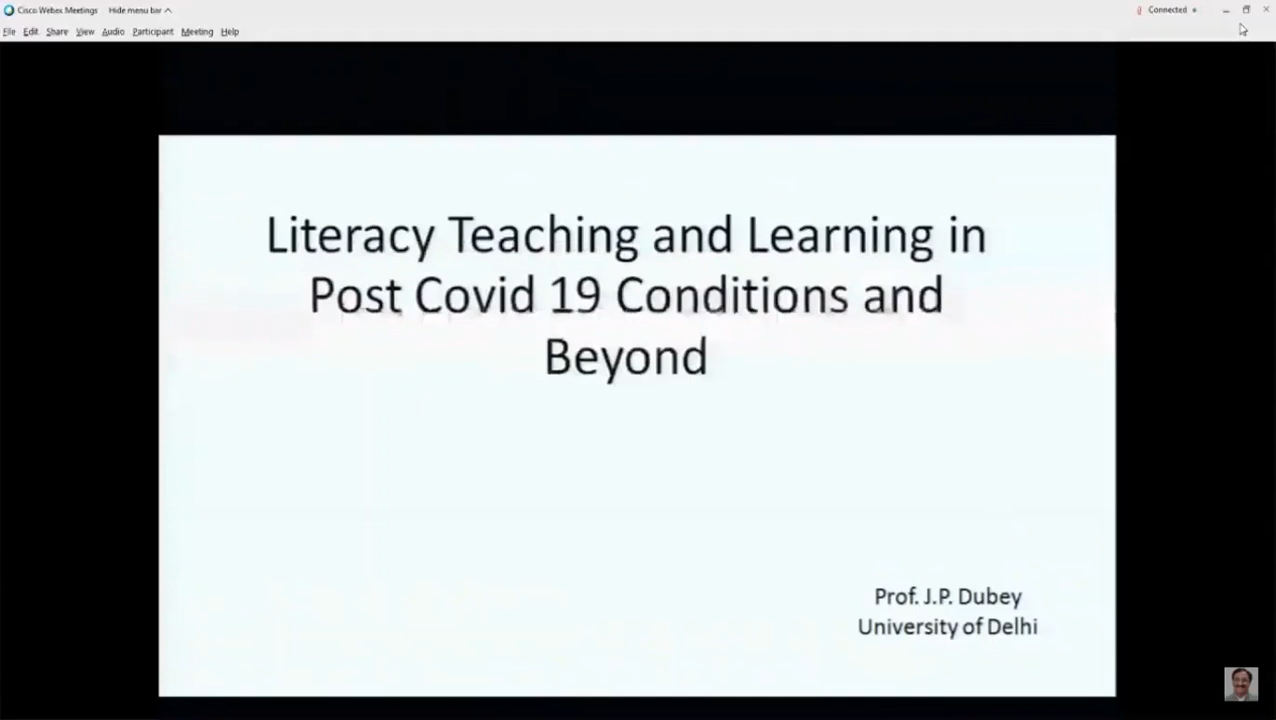 Cisco Webex Meetings Hide menu bar
Connected
File Edit Share View Audio Participant Meeting Help
Literacy Teaching and Learning in
Post Covid 19 Conditions and
Beyond
Prof. J.P. Dubey
University of Delhi